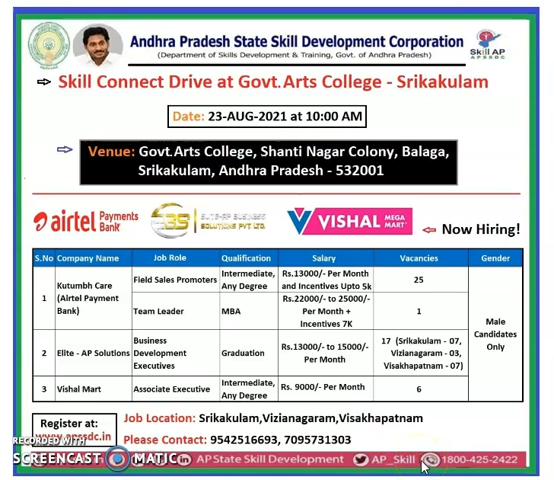 Andhra Pradesh State Skill Development Corporation
(Department of Skills Development & Training, Govt. of Andhra Pradesh)
Skill AP
APSSDC
⇨ Skill Connect Drive at Govt.Arts College - Srikakulam
Date: 23-AUG-2021 at 10:00 AM
⇨ Venue: Govt.Arts College, Shanti Nagar Colony, Balaga,
Srikakulam, Andhra Pradesh - 532001
airtel Payments
Bank
BUSINESS
SOLUTIONS PVT LTD.
VISHAL MEGA
MART
⇦ Now Hiring!
S.No Company Name Job Role Qualification Salary Vacancies Gender
1 Kutumbh Care
(Airtel Payment
Bank)
Field Sales Promoters Intermediate,
Any Degree
Rs.13000/- Per Month
and Incentives Upto 5k
25
Team Leader MBA Rs.22000/- to 25000/-
Per Month +
Incentives 7K
1
2 Elite - AP Solutions Business
Development
Executives
Graduation Rs.13000/- to 15000/-
Per Month
17 (Srikakulam - 07,
Vizianagaram - 03,
Visakhapatnam - 07)
3 Vishal Mart Associate Executive Intermediate,
Any Degree
Rs. 9000/- Per Month 6
Male
Candidates
Only
Register at:
www.apssdc.in
Job Location: Srikakulam,Vizianagaram,Visakhapatnam
Please Contact: 9542516693, 7095731303
RECORDED WITH
SCREENCAST MATIC
in AP State Skill Development AP_Skill 1800-425-2422